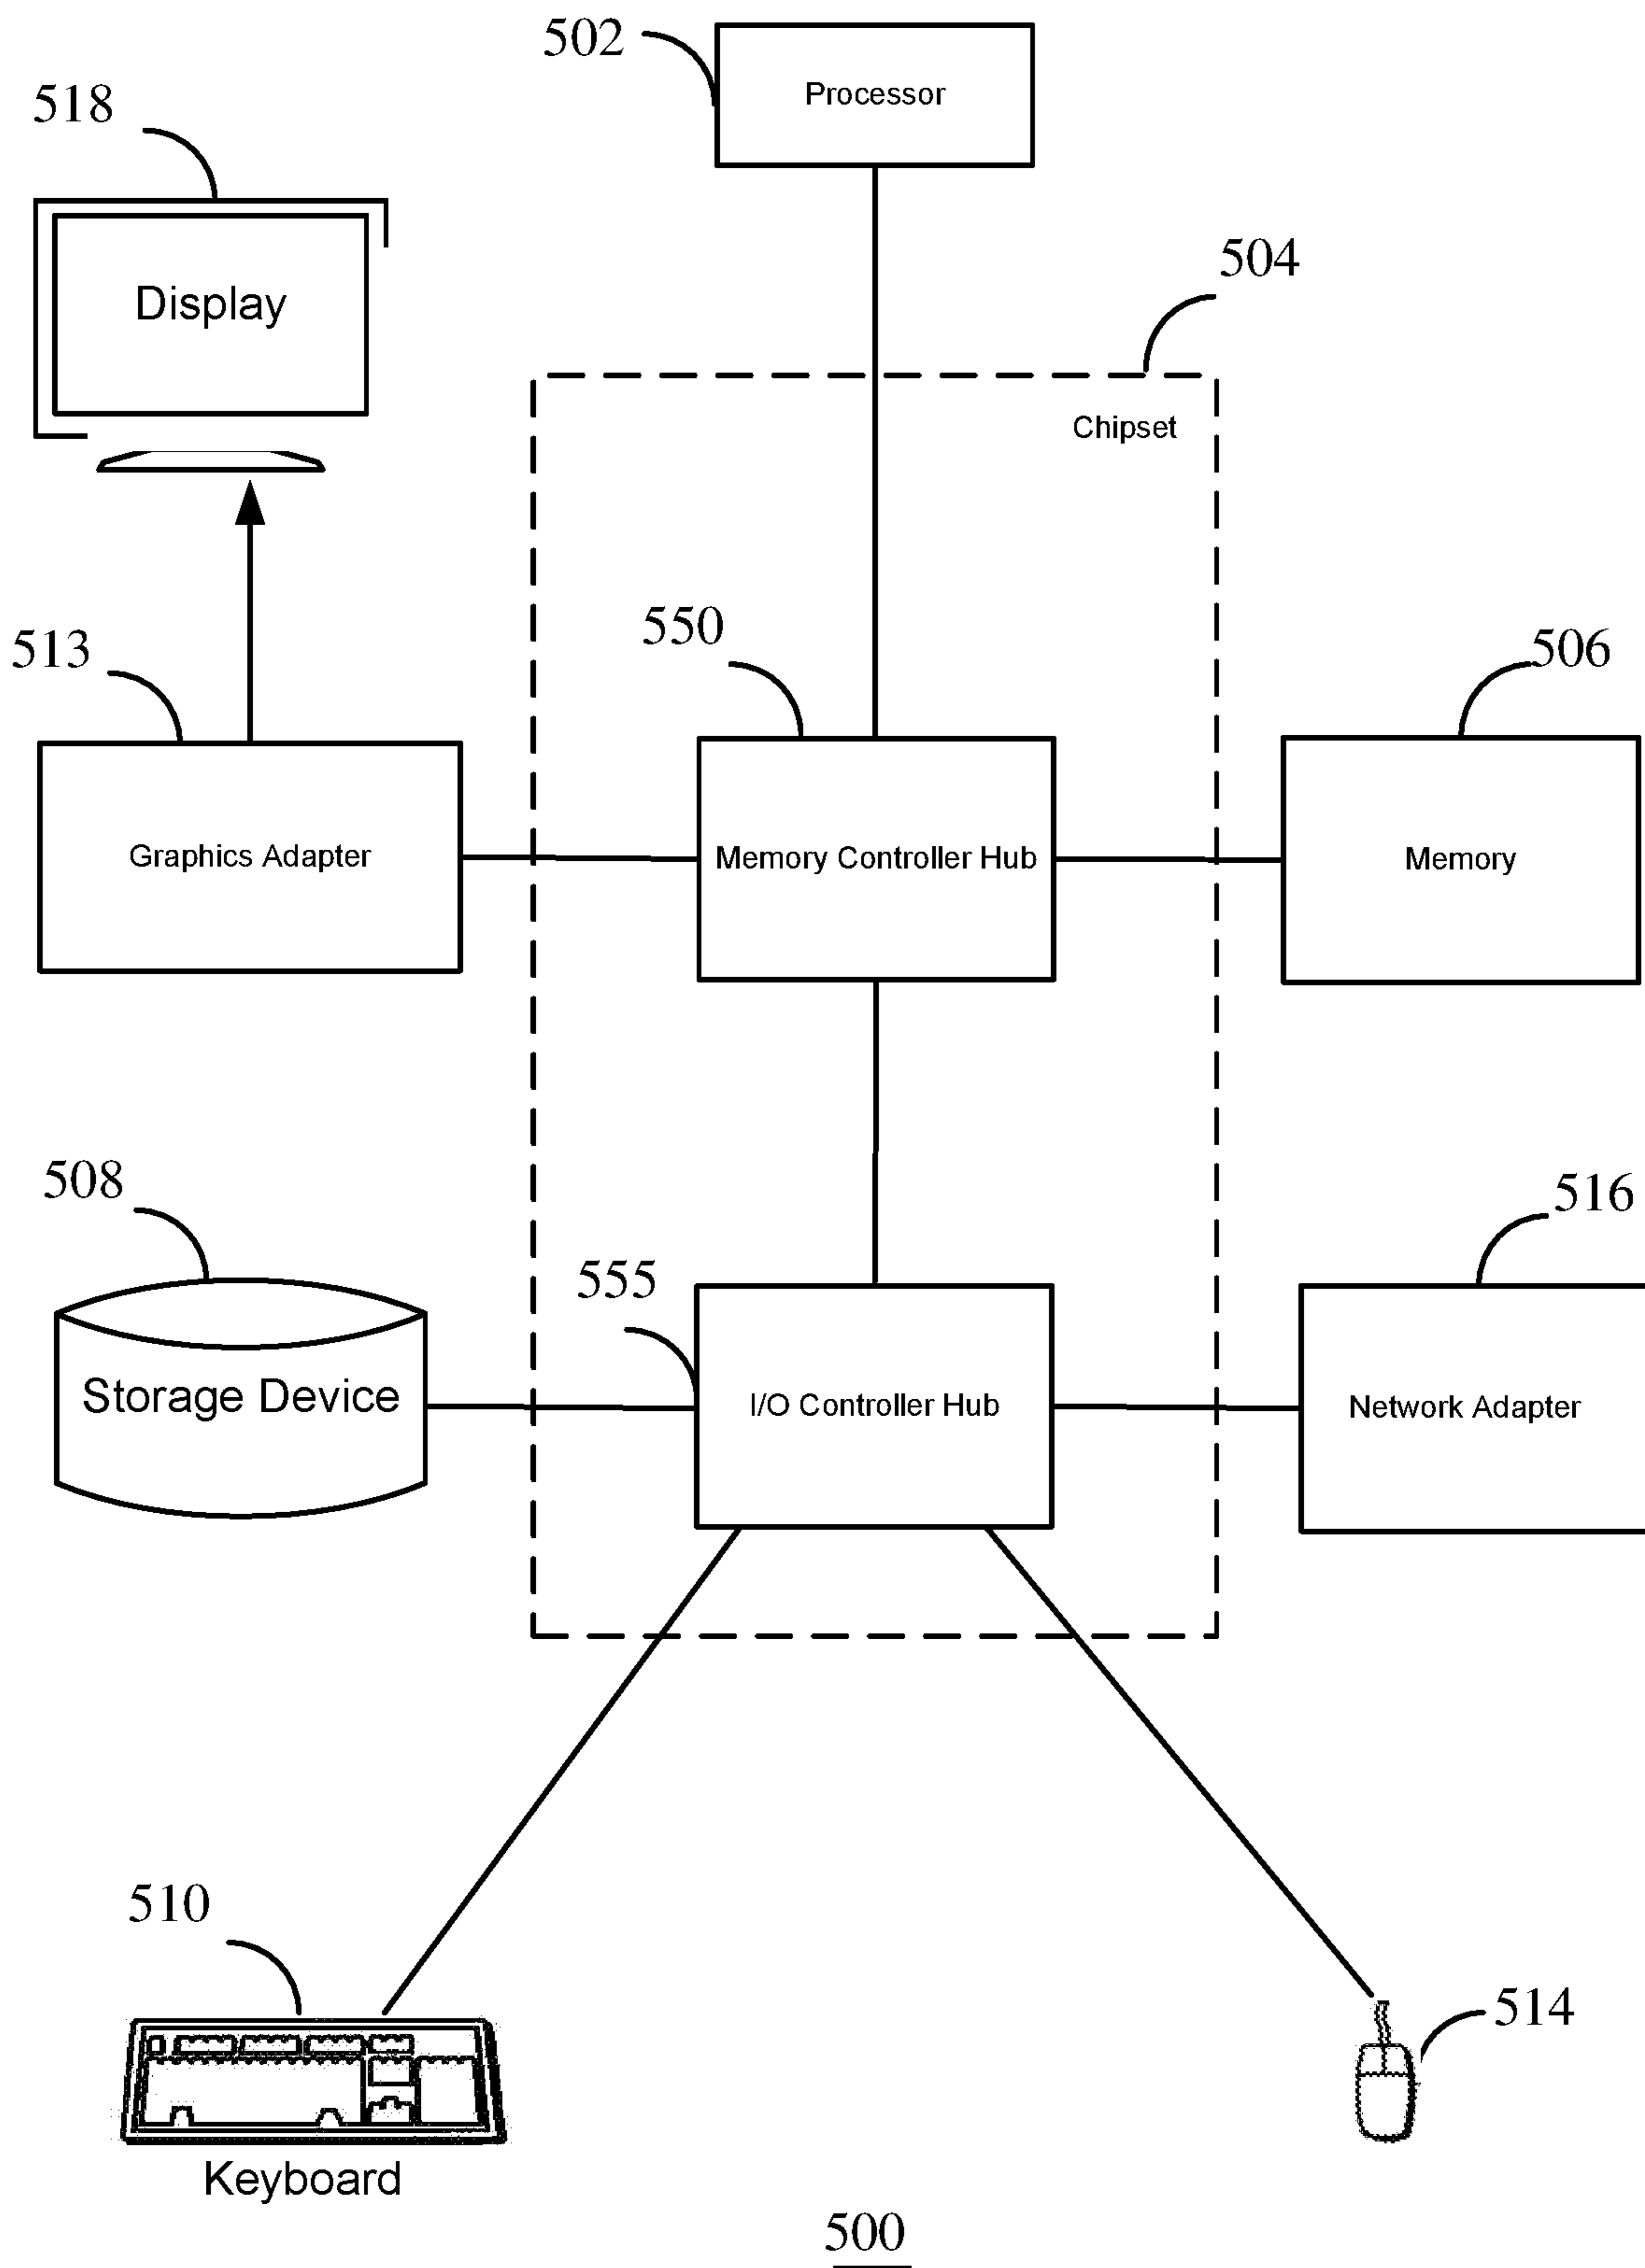 502
Processor
518
Display
504
Chipset
513
550
506
Graphics Adapter
Memory Controller Hub
Memory
508
516
555
Storage Device
I/O Controller Hub
Network Adapter
510
514
Keyboard
500